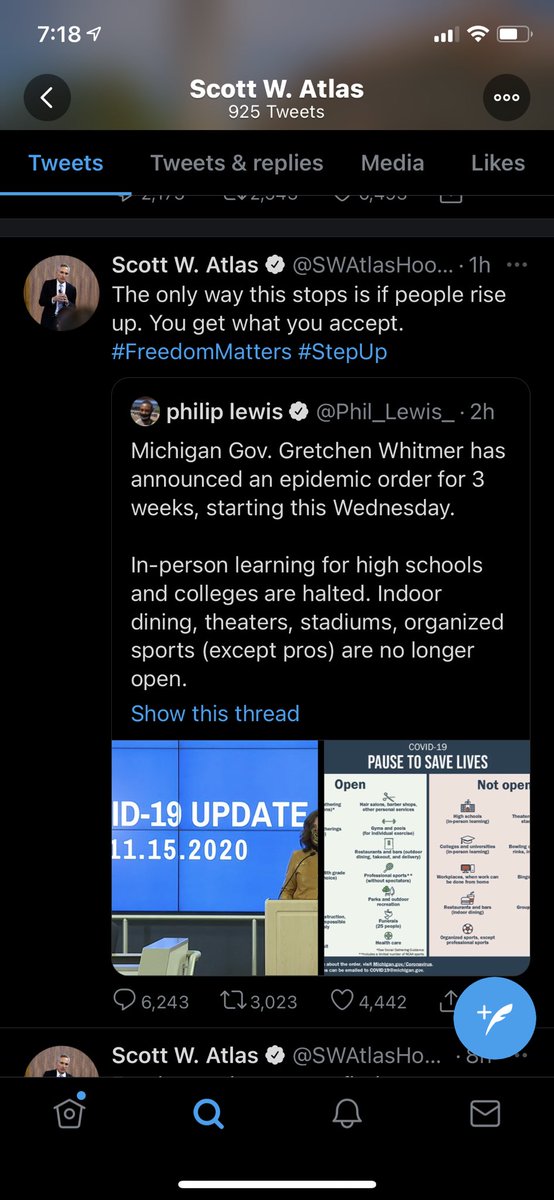 7:18
Scott W. Atlas
925 Tweets
Tweets
Tweets & replies
Media
Likes
Scott W. Atlas @SWAtlasHoo... · 1h
The only way this stops is if people rise
up. You get what you accept.
#FreedomMatters #StepUp
philip lewis @Phil_Lewis_ · 2h
Michigan Gov. Gretchen Whitmer has
announced an epidemic order for 3
weeks, starting this Wednesday.
In-person learning for high schools
and colleges are halted. Indoor
dining, theaters, stadiums, organized
sports (except pros) are no longer
open.
Show this thread
ID-19 UPDATE
11.15.2020
COVID-19
PAUSE TO SAVE LIVES
Open
Hair salons, barber shops,
other personal services
Gyms and pools
(for individual exercise)
Restaurants and bars (outdoor
dining, takeout, and delivery)
Professional sports**
(without spectators)
Parks and outdoor
recreation
Funerals
(25 people)
Health care
Not open
High schools
(in-person learning)
Colleges and universities
(in-person learning)
Workplaces, when work can
be done from home
Restaurants and bars
(indoor dining)
Organized sports, except
professional sports
about the order, visit Michigan.gov/Coronavirus.
s can be emailed to COVID19@michigan.gov.
6,243
3,023
4,442
Scott W. Atlas @SWAtlasHo... · 8h